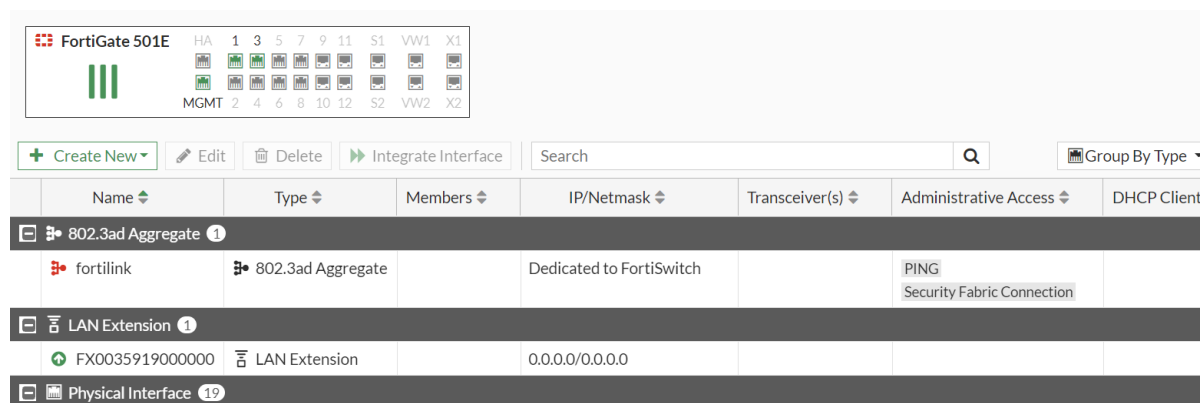 FortiGate 501E HA 1 3 5 7 9 11 S1 VW1 X1
MGMT 2 4 6 8 10 12 S2 VW2 X2
Create New Edit Delete Integrate Interface Search Group By Type
Name Type Members IP/Netmask Transceiver(s) Administrative Access DHCP Client
802.3ad Aggregate 1
fortilink 802.3ad Aggregate Dedicated to FortiSwitch PING
Security Fabric Connection
LAN Extension 1
FX0035919000000 LAN Extension 0.0.0.0/0.0.0.0
Physical Interface 19